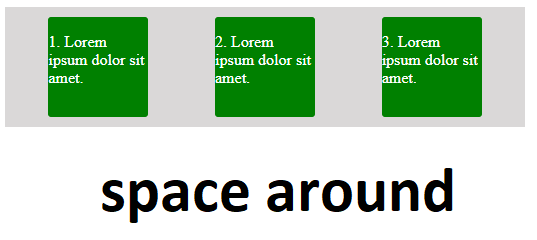 1. Lorem
ipsum dolor sit
amet.
2. Lorem
ipsum dolor sit
amet.
3. Lorem
ipsum dolor sit
amet.
space around